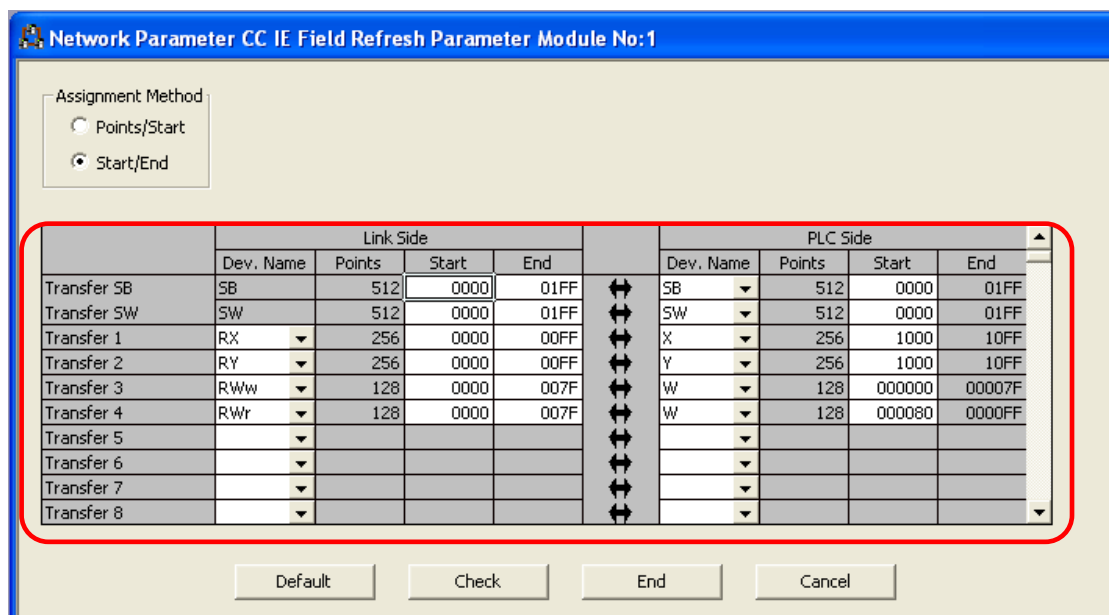 Network Parameter CC IE Field Refresh Parameter Module No:1
Assignment Method
Points/Start
Start/End
Link Side PLC Side
Dev. Name Points Start End Dev. Name Points Start End
Transfer SB SB 512 0000 01FF SB 512 0000 01FF
Transfer SW SW 512 0000 01FF SW 512 0000 01FF
Transfer 1 RX 256 0000 00FF X 256 1000 10FF
Transfer 2 RY 256 0000 00FF Y 256 1000 10FF
Transfer 3 RWw 128 0000 007F W 128 000000 00007F
Transfer 4 RWr 128 0000 007F W 128 000080 0000FF
Transfer 5
Transfer 6
Transfer 7
Transfer 8
Default Check End Cancel